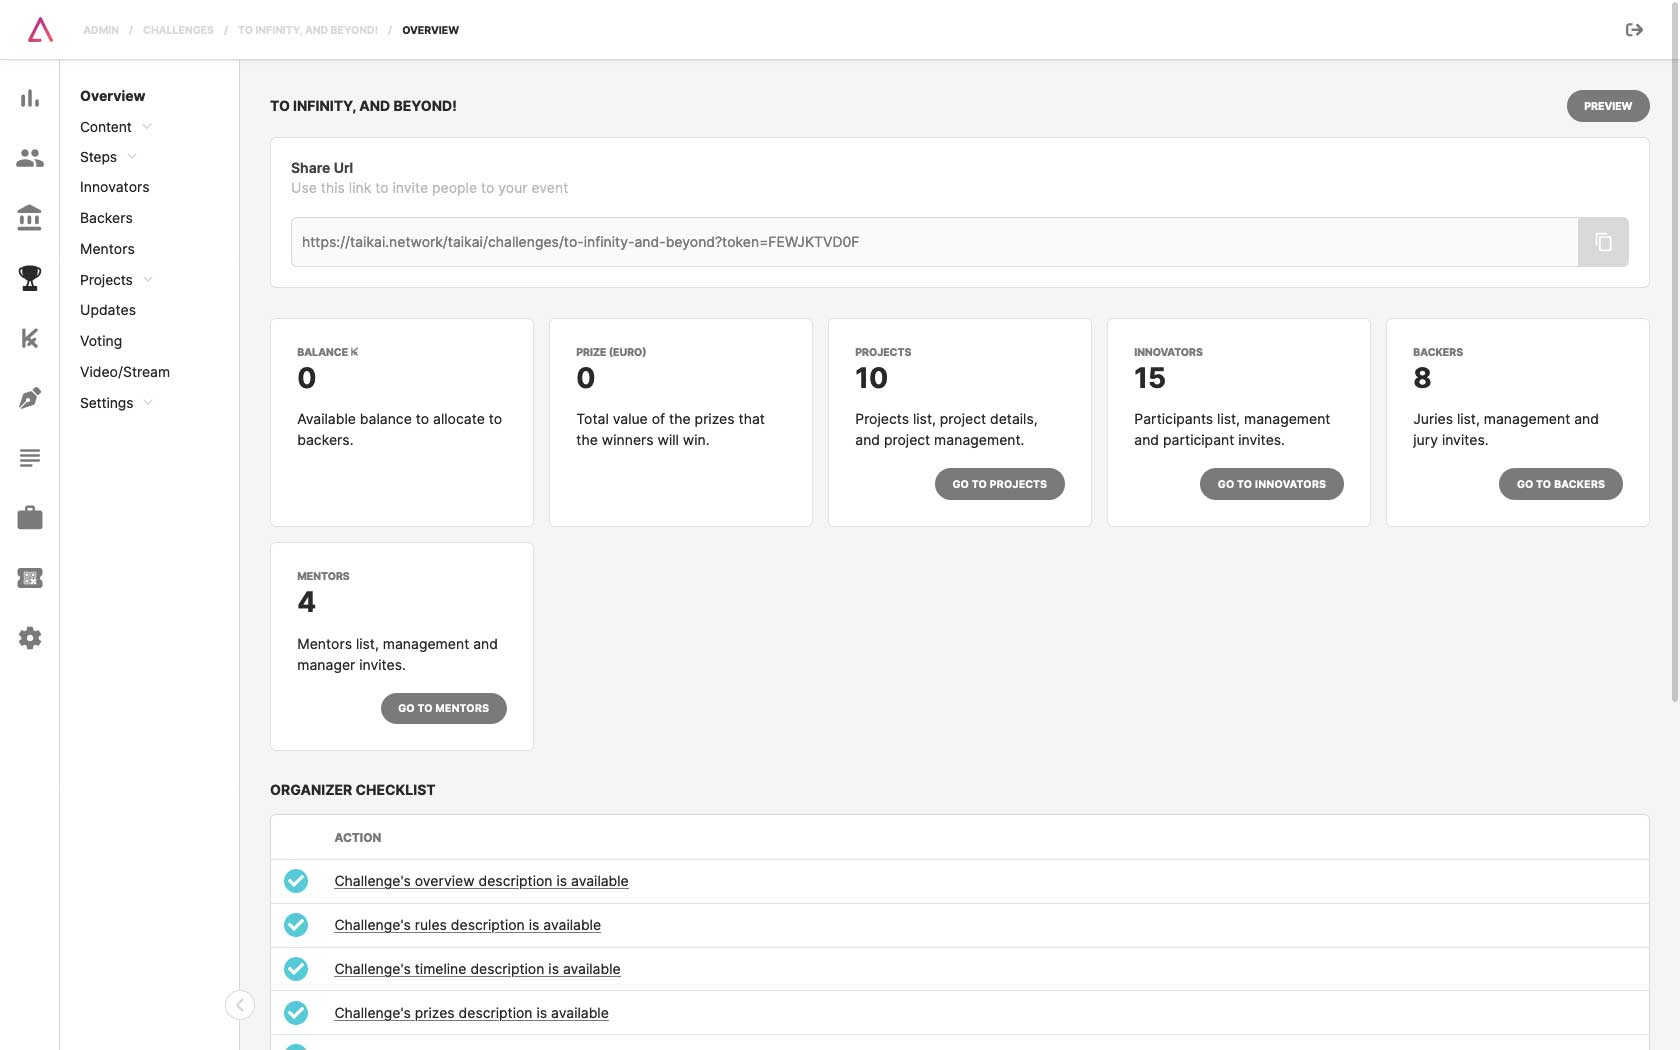 ADMIN / CHALLENGES / TO INFINITY, AND BEYOND! / OVERVIEW
Overview
Content
Steps
Innovators
Backers
Mentors
Projects
Updates
Voting
Video/Stream
Settings
TO INFINITY, AND BEYOND!
PREVIEW
Share Url
Use this link to invite people to your event
https://taikai.network/taikai/challenges/to-infinity-and-beyond?token=FEWJKTVD0F
BALANCE
0
Available balance to allocate to
backers.
PRIZE (EURO)
0
Total value of the prizes that
the winners will win.
PROJECTS
10
Projects list, project details,
and project management.
GO TO PROJECTS
INNOVATORS
15
Participants list, management
and participant invites.
GO TO INNOVATORS
BACKERS
8
Juries list, management and
jury invites.
GO TO BACKERS
MENTORS
4
Mentors list, management and
manager invites.
GO TO MENTORS
ORGANIZER CHECKLIST
ACTION
Challenge's overview description is available
Challenge's rules description is available
Challenge's timeline description is available
Challenge's prizes description is available